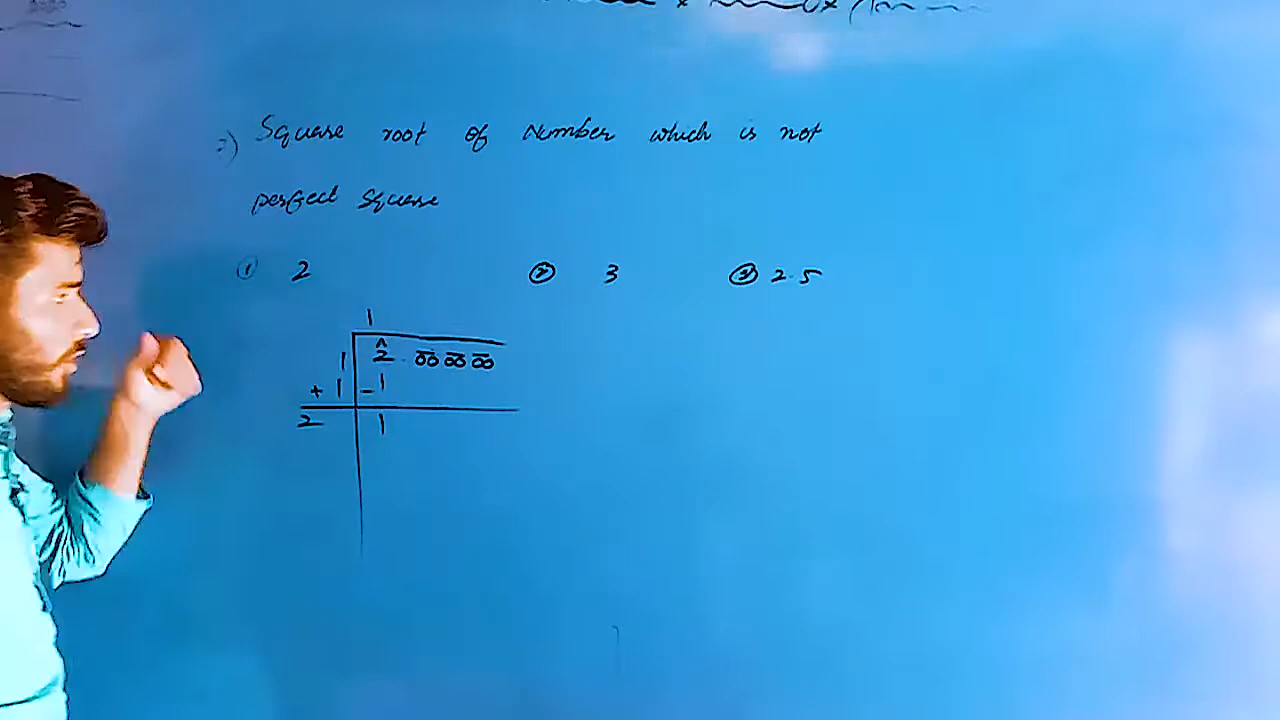 Square root of Number which is not
perfect square
① 2 ② 3 ③ 2.5
1
1 2 . 00 00 00
+ 1 - 1
2 1